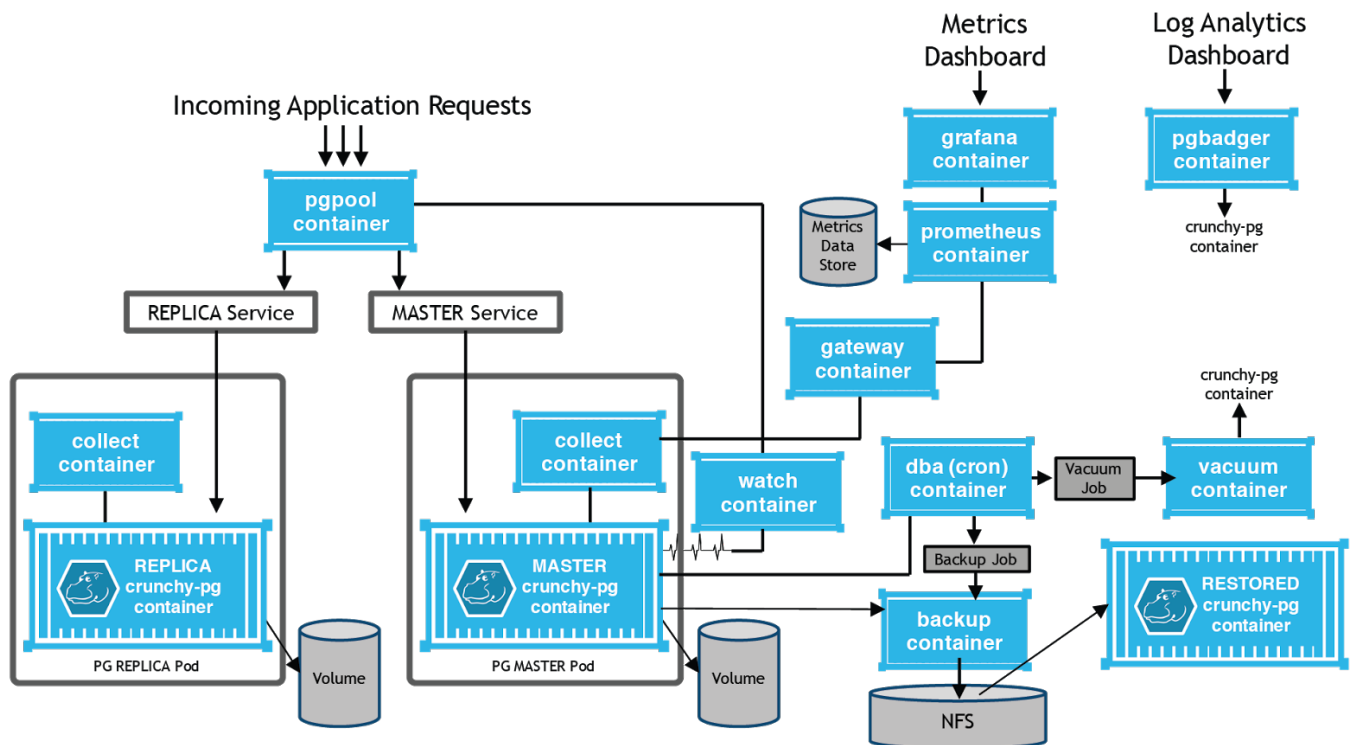 Metrics
Dashboard
Log Analytics
Dashboard
Incoming Application Requests
grafana
container
pgbadger
container
pgpool
container
Metrics
Data
Store
prometheus
container
crunchy-pg
container
REPLICA Service
MASTER Service
gateway
container
crunchy-pg
container
collect
container
collect
container
watch
container
dba (cron)
container
Vacuum
Job
vacuum
container
Backup Job
REPLICA
crunchy-pg
container
MASTER
crunchy-pg
container
backup
container
RESTORED
crunchy-pg
container
PG REPLICA Pod
Volume
PG MASTER Pod
Volume
NFS